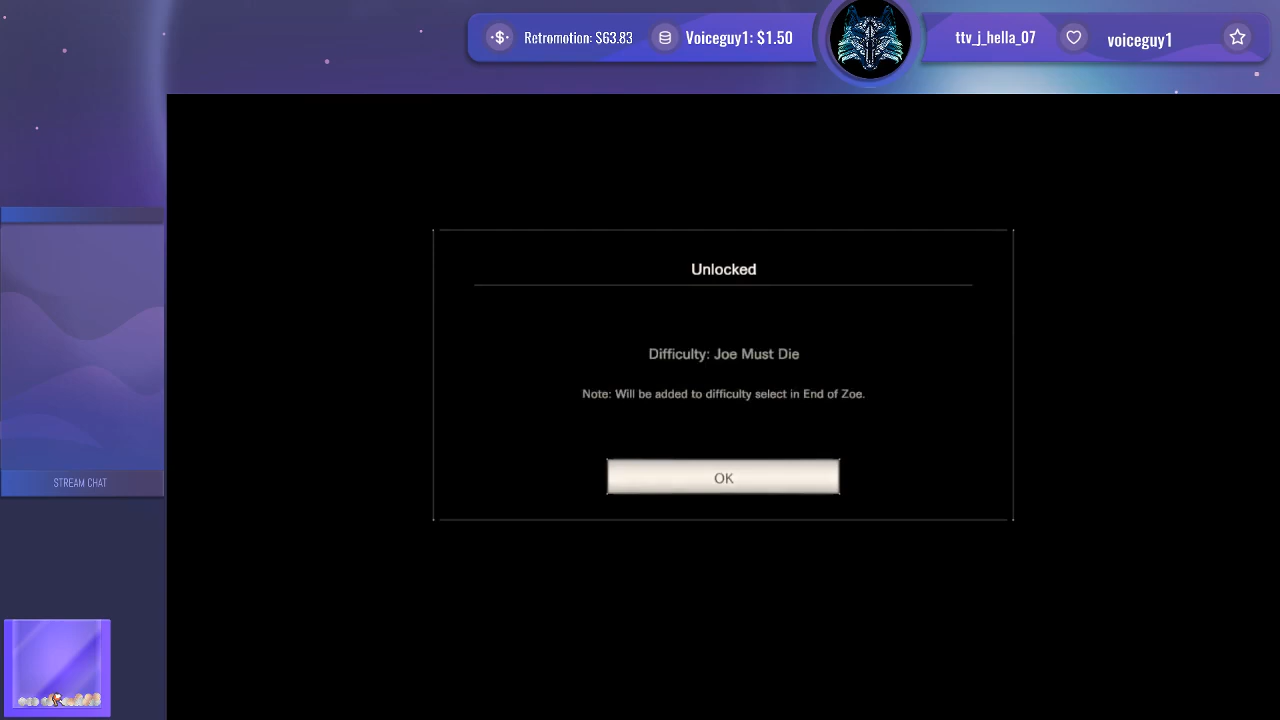 Retromotion: $63.83
Voiceguy1: $1.50
ttv_j_hella_07
voiceguy1
Unlocked
Difficulty: Joe Must Die
Note: Will be added to difficulty select in End of Zoe.
OK
STREAM CHAT